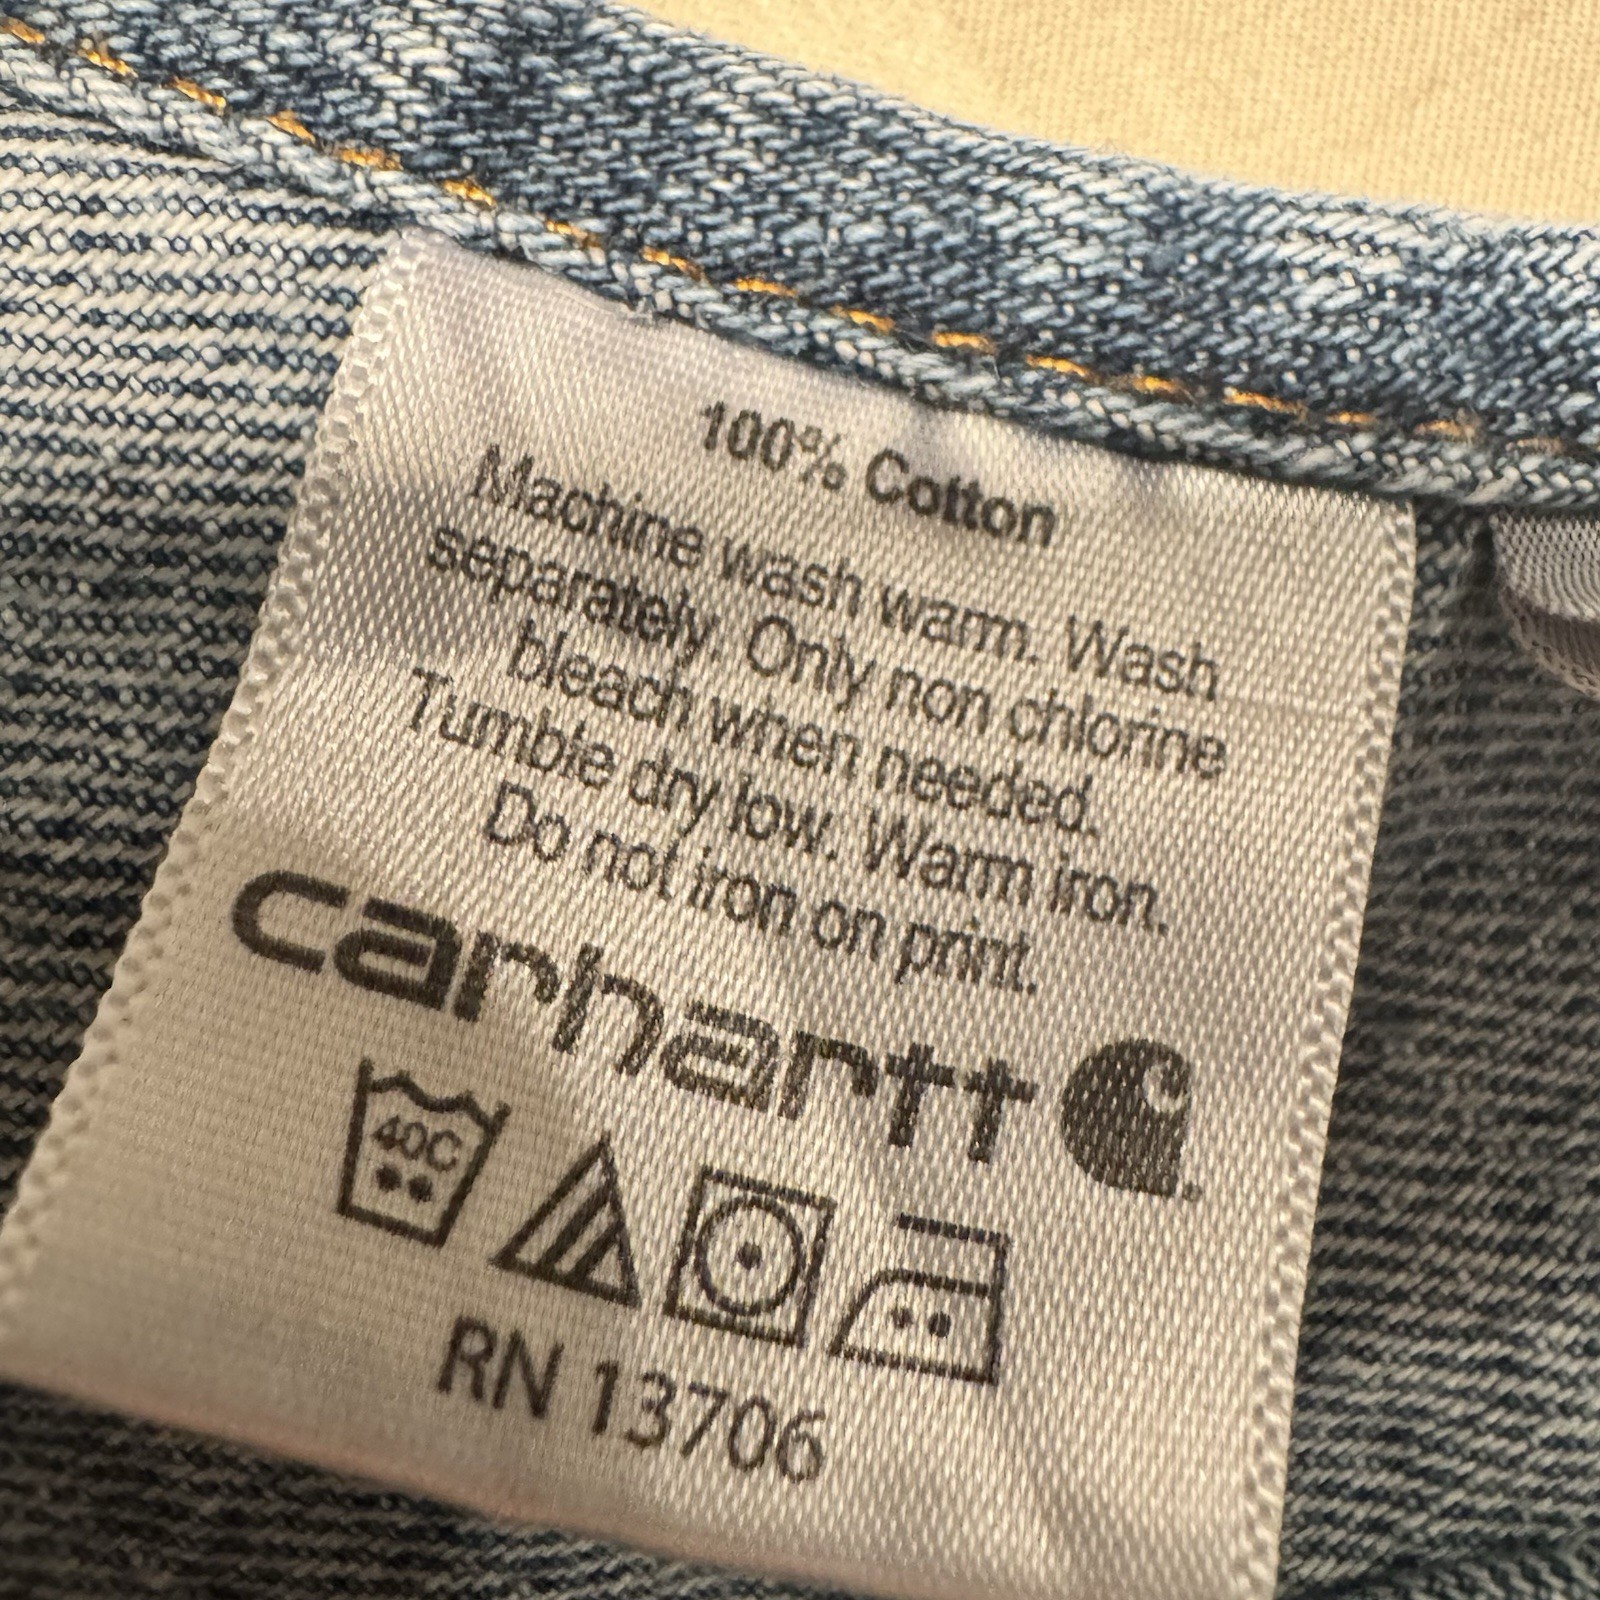 100% Cotton
Machine wash warm. Wash
separately. Only non chlorine
bleach when needed.
Tumble dry low. Warm iron.
Do not iron on print.
carhartt
40C
RN 13706